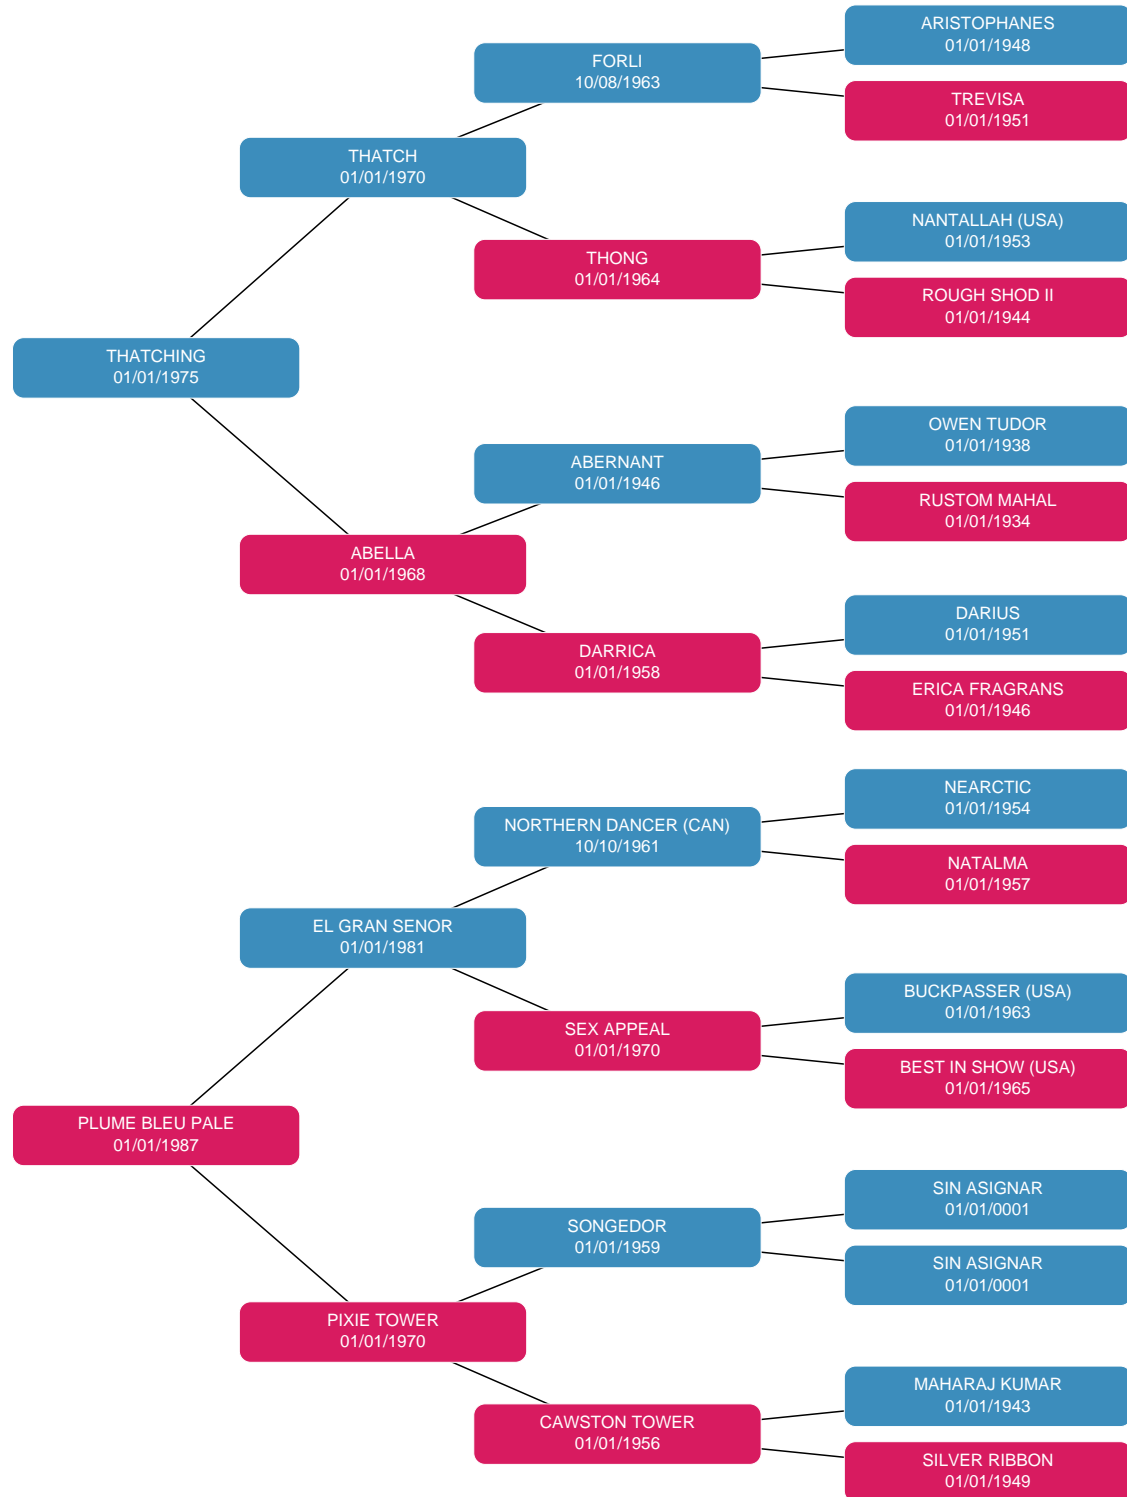 ARISTOPHANES
01/01/1948
FORLI
10/08/1963
TREVISA
01/01/1951
THATCH
01/01/1970
NANTALLAH (USA)
01/01/1953
THONG
01/01/1964
ROUGH SHOD II
01/01/1944
THATCHING
01/01/1975
OWEN TUDOR
01/01/1938
ABERNANT
01/01/1946
RUSTOM MAHAL
01/01/1934
ABELLA
01/01/1968
DARIUS
01/01/1951
DARRICA
01/01/1958
ERICA FRAGRANS
01/01/1946
NEARCTIC
01/01/1954
NORTHERN DANCER (CAN)
10/10/1961
NATALMA
01/01/1957
EL GRAN SENOR
01/01/1981
BUCKPASSER (USA)
01/01/1963
SEX APPEAL
01/01/1970
BEST IN SHOW (USA)
01/01/1965
PLUME BLEU PALE
01/01/1987
SIN ASIGNAR
01/01/0001
SONGEDOR
01/01/1959
SIN ASIGNAR
01/01/0001
PIXIE TOWER
01/01/1970
MAHARAJ KUMAR
01/01/1943
CAWSTON TOWER
01/01/1956
SILVER RIBBON
01/01/1949